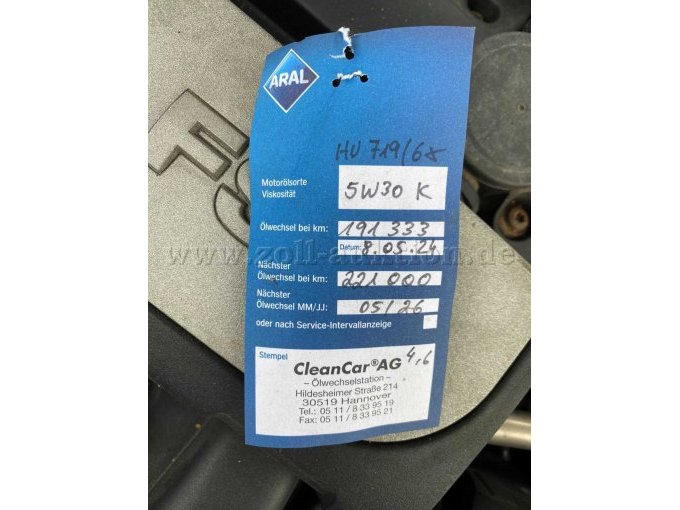 ARAL
HU 719/6x
Motorölsorte
Viskosität
5W30 K
Ölwechsel bei km:
191 333
Datum:
8.05.24
www.zoll-auktion.de
Nächster
Ölwechsel bei km:
221 000
Nächster
Ölwechsel MM/JJ:
05/26
oder nach Service-Intervallanzeige
Stempel
CleanCar®AG
4,6
– Ölwechselstation –
Hildesheimer Straße 214
30519 Hannover
Tel.: 05 11 / 8 33 95 19
Fax: 05 11 / 8 33 95 21